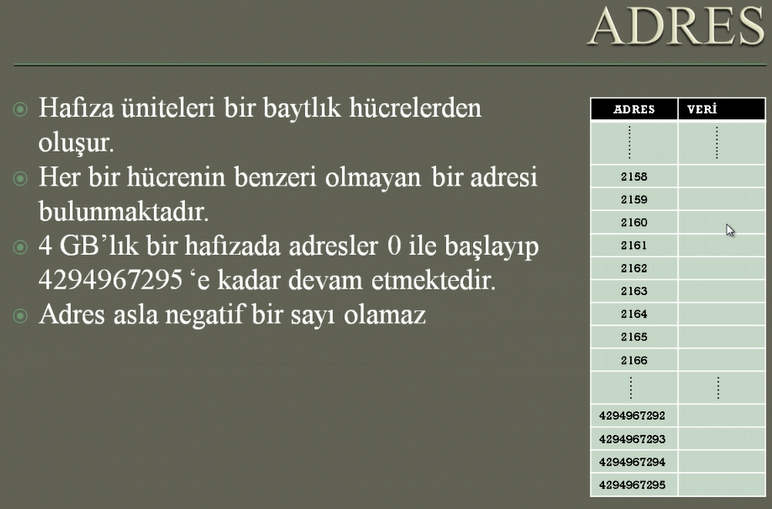 ADRES
Hafıza üniteleri bir baytlık hücrelerden
oluşur.
Her bir hücrenin benzeri olmayan bir adresi
bulunmaktadır.
4 GB’lık bir hafızada adresler 0 ile başlayıp
4294967295 ‘e kadar devam etmektedir.
Adres asla negatif bir sayı olamaz
ADRES VERİ
2158
2159
2160
2161
2162
2163
2164
2165
2166
4294967292
4294967293
4294967294
4294967295